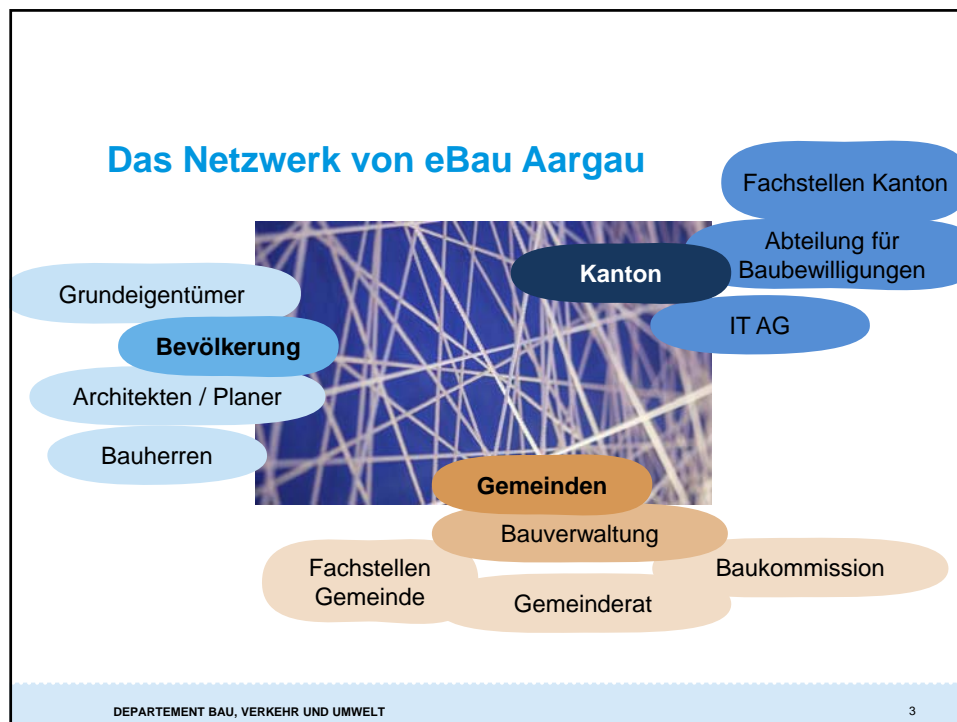 Das Netzwerk von eBau Aargau
Fachstellen Kanton
Abteilung für
Baubewilligungen
Kanton
IT AG
Grundeigentümer
Bevölkerung
Architekten / Planer
Bauherren
Gemeinden
Bauverwaltung
Fachstellen
Gemeinde
Gemeinderat
Baukommission
DEPARTEMENT BAU, VERKEHR UND UMWELT
3